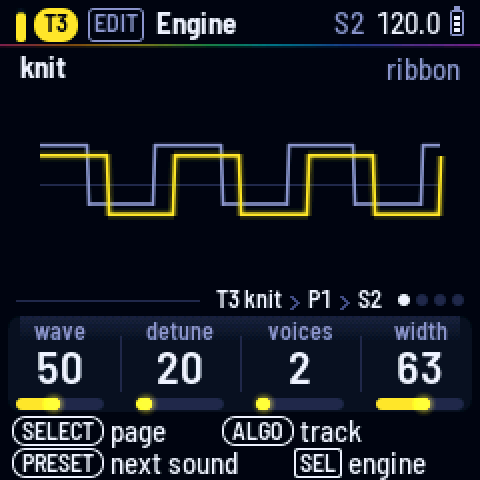 T3 EDIT Engine S2 120.0
knit ribbon
T3 knit > P1 > S2
wave detune voices width
50 20 2 63
SELECT page ALGO track
PRESET next sound SEL engine